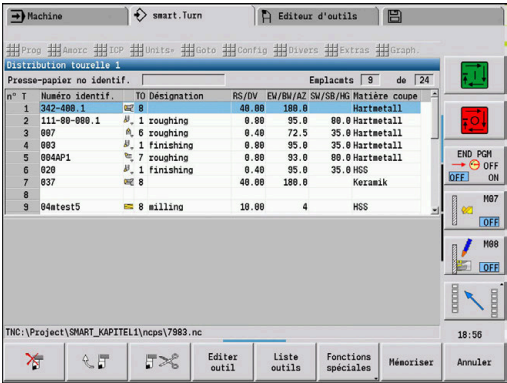 Machine smart.Turn Editeur d'outils
Prog Amorc ICP Units» Goto Config Divers Extras Graph.
Distribution tourelle 1
Presse-papier no identif. Emplacmts 9 de 24
n° T Numéro identif. TO Désignation RS/DV EW/BW/AZ SW/SB/HG Matière coupe
1 342-400.1 8 40.00 180.0 Hartmetall
2 111-80-080.1 1 roughing 0.80 95.0 80.0 Hartmetall
3 007 6 roughing 0.40 72.5 35.0 Hartmetall
4 003 1 finishing 0.80 95.0 35.0 Hartmetall
5 004AP1 7 roughing 0.80 93.0 80.0 Hartmetall
6 020 1 finishing 0.40 95.0 35.0 HSS
7 037 8 40.00 180.0 Keramik
8
9 04mtest5 8 milling 10.00 4 HSS
END PGM
OFF
OFF ON
M07
OFF
M08
OFF
TNC:\Project\SMART_KAPITEL1\ncps\7983.nc
18:56
Editer outil
Liste outils
Fonctions spéciales
Mémoriser
Annuler